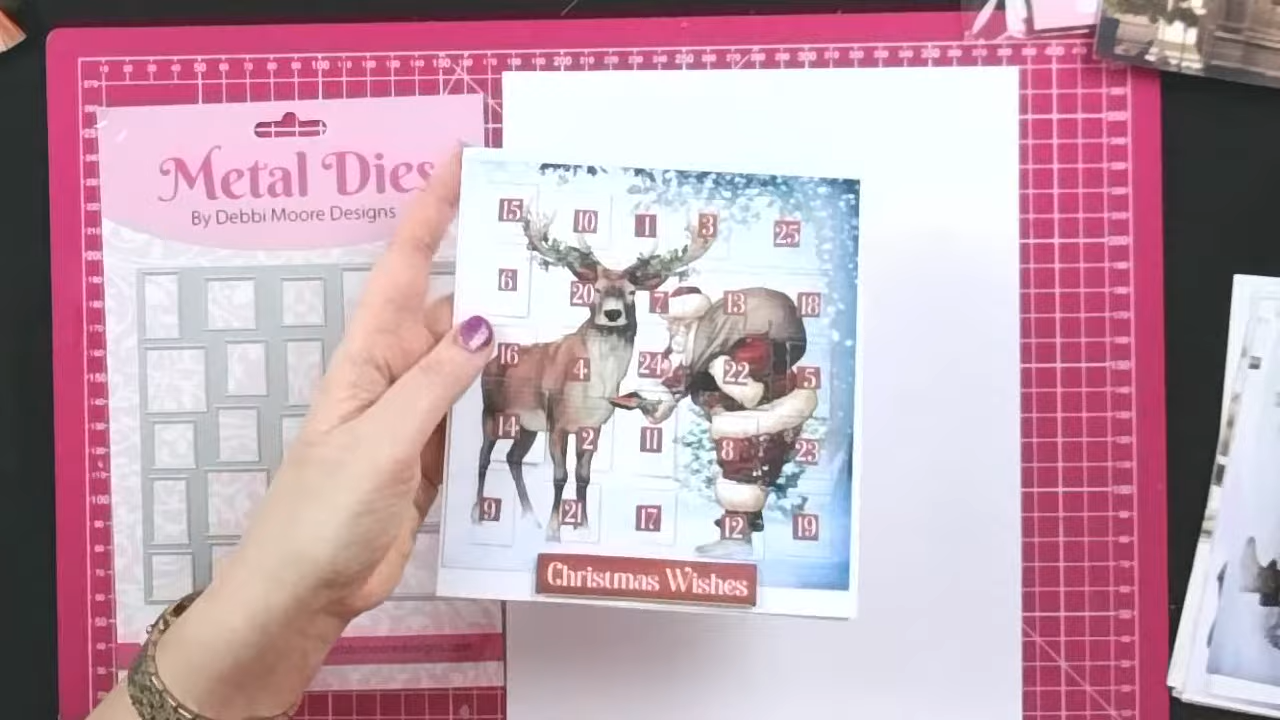 Metal Dies
By Debbi Moore Designs
15 10 1 3 25
6 20 7 13 18
16 4 24 22 5
14 2 11 8 23
9 21 17 12 19
Christmas Wishes